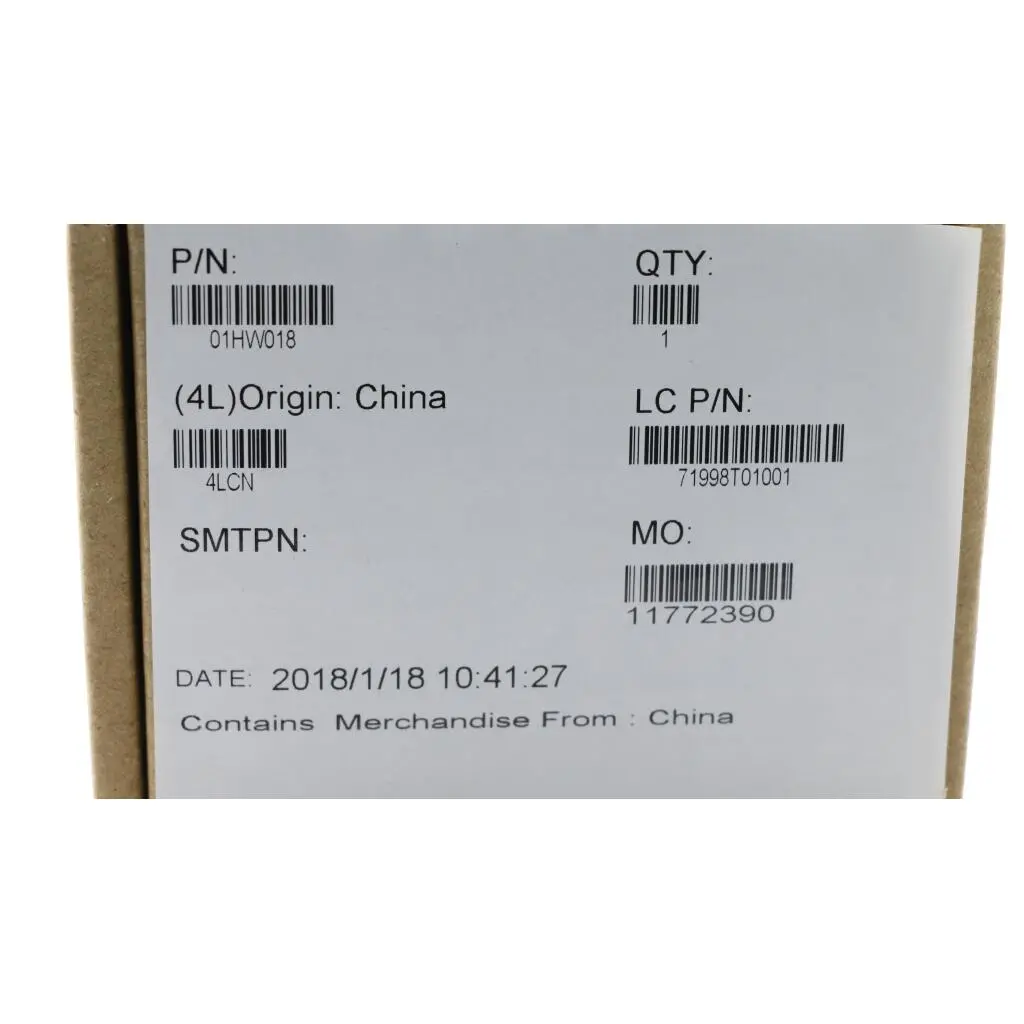 P/N:
01HW018
QTY:
1
(4L)Origin: China
4LCN
LC P/N:
71998T01001
SMTPN:
MO:
11772390
DATE: 2018/1/18 10:41:27
Contains Merchandise From : China